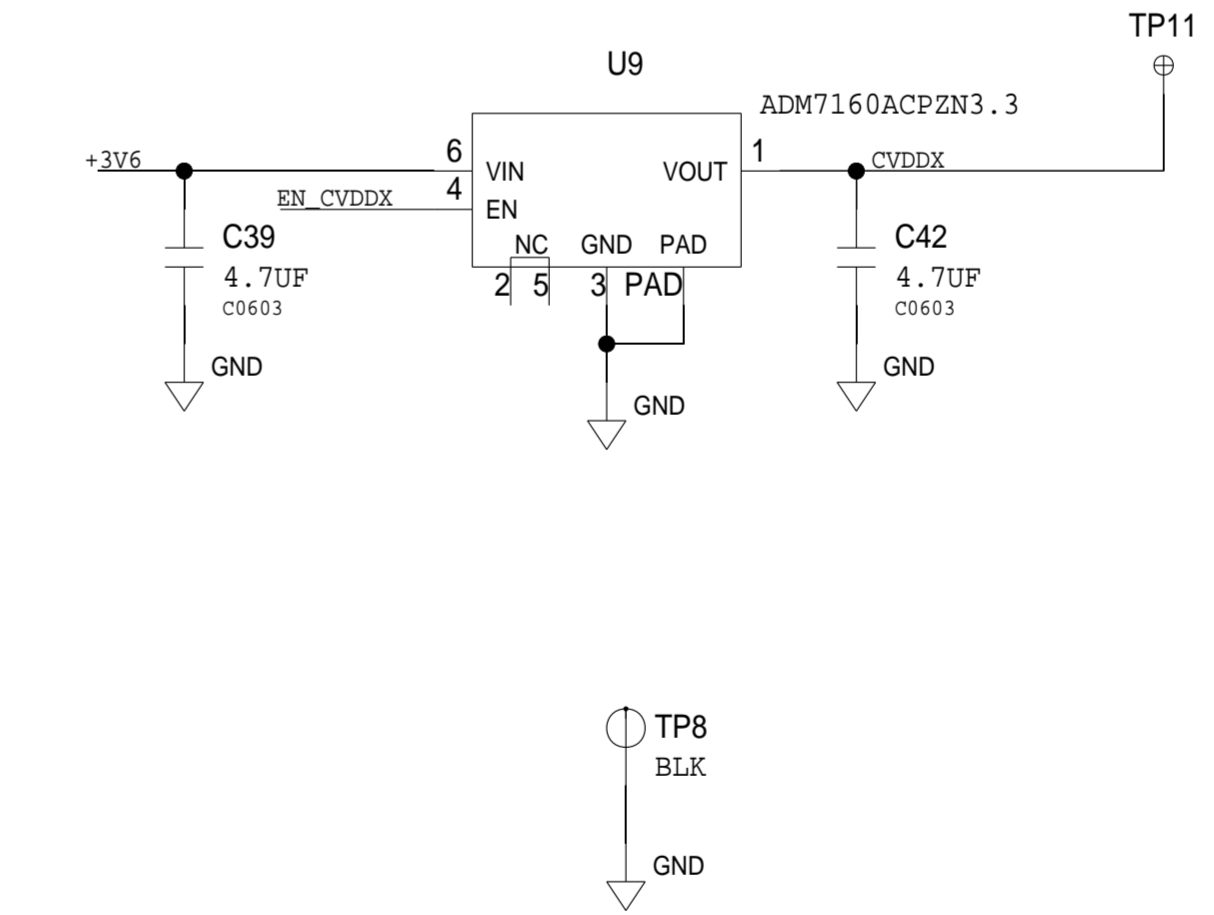 TP11
U9
ADM7160ACPZN3.3
+3V6
6
VIN
VOUT
1
CVDDX
EN_CVDDX
4
EN
C39
4.7UF
C0603
NC
GND
PAD
2
5
3
PAD
C42
4.7UF
C0603
GND
GND
GND
TP8
BLK
GND